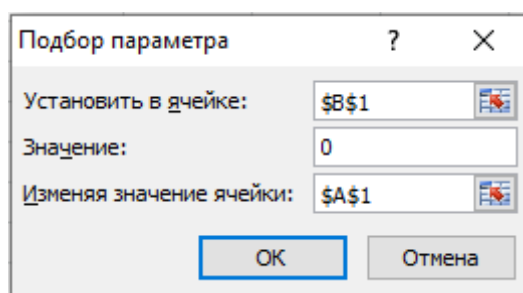 Подбор параметра ? ×
Установить в ячейке: $B$1
Значение: 0
Изменяя значение ячейки: $A$1
ОК Отмена